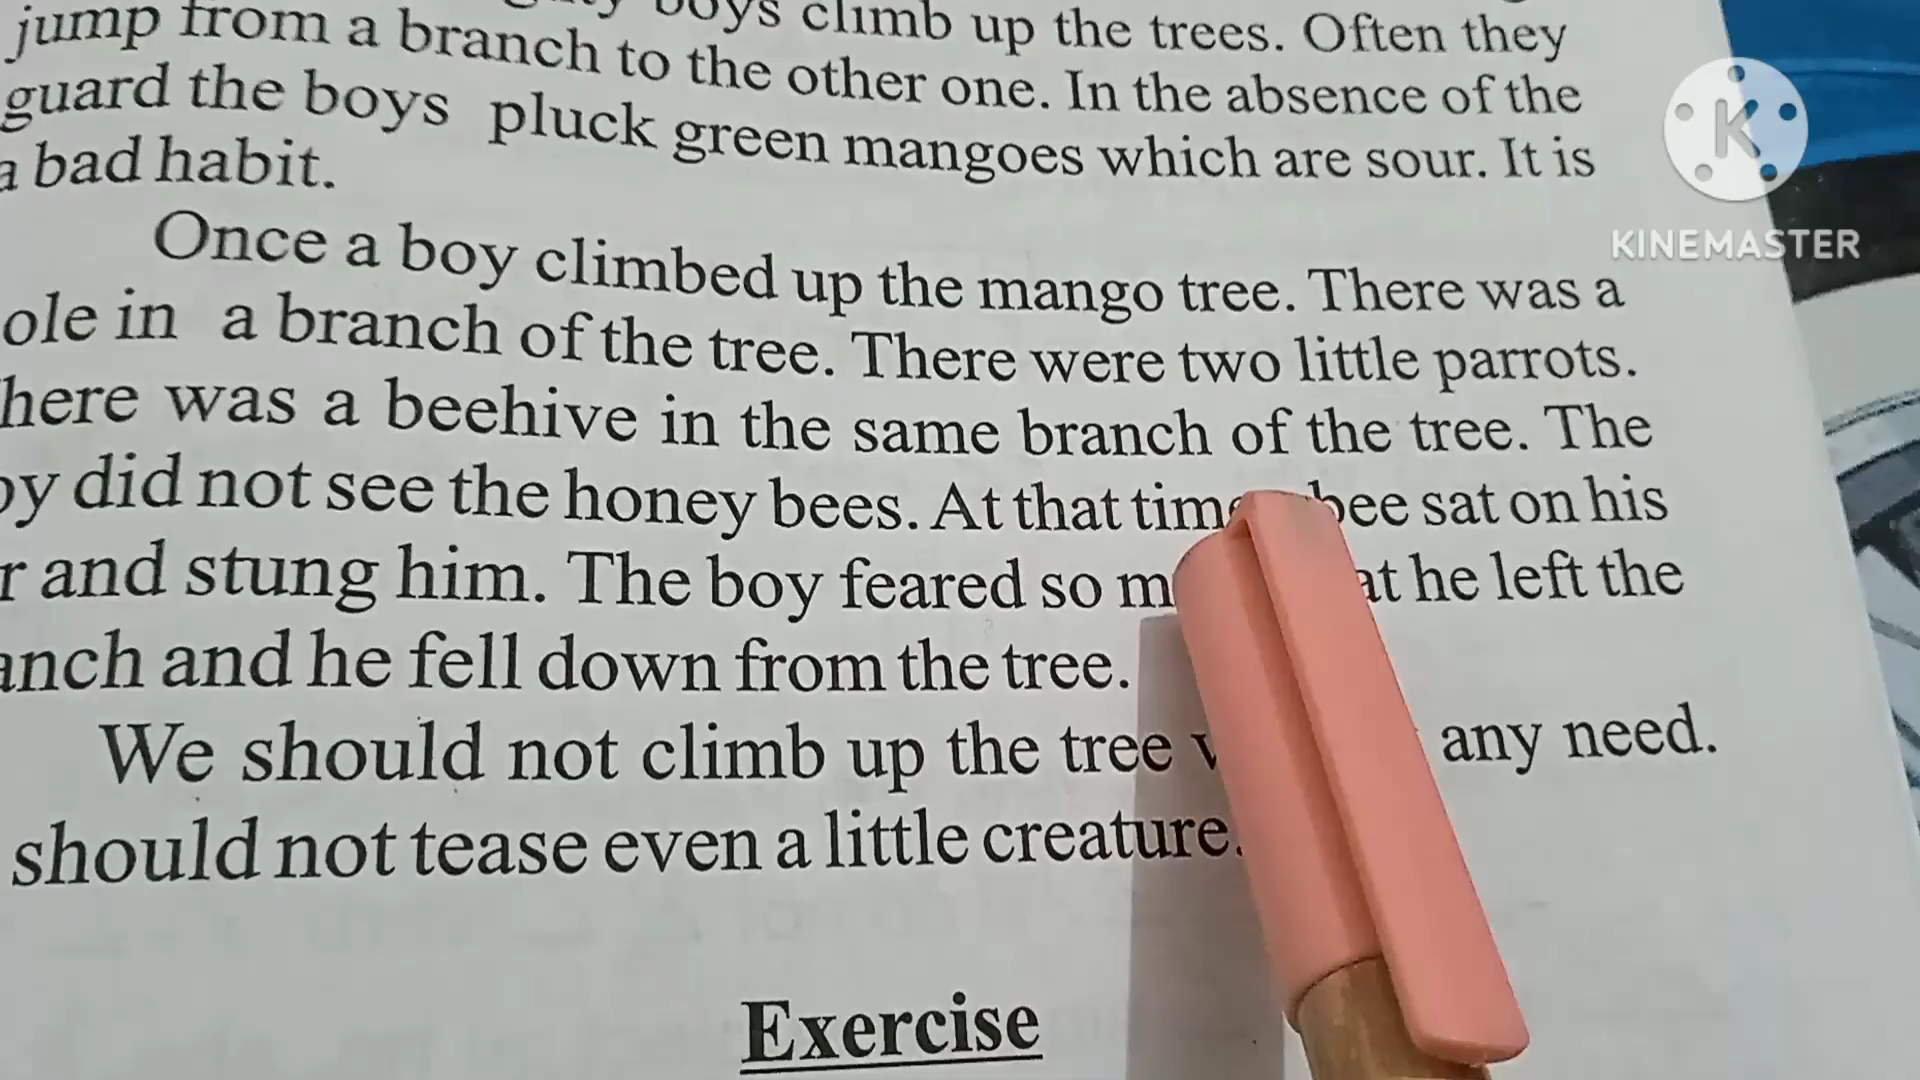 boys climb up the trees. Often they
jump from a branch to the other one. In the absence of the
guard the boys pluck green mangoes which are sour. It is
a bad habit.
Once a boy climbed up the mango tree. There was a
ole in a branch of the tree. There were two little parrots.
here was a beehive in the same branch of the tree. The
oy did not see the honey bees. At that time bee sat on his
r and stung him. The boy feared so m at he left the
anch and he fell down from the tree.
We should not climb up the tree any need.
should not tease even a little creature.
Exercise
K
KINEMASTER